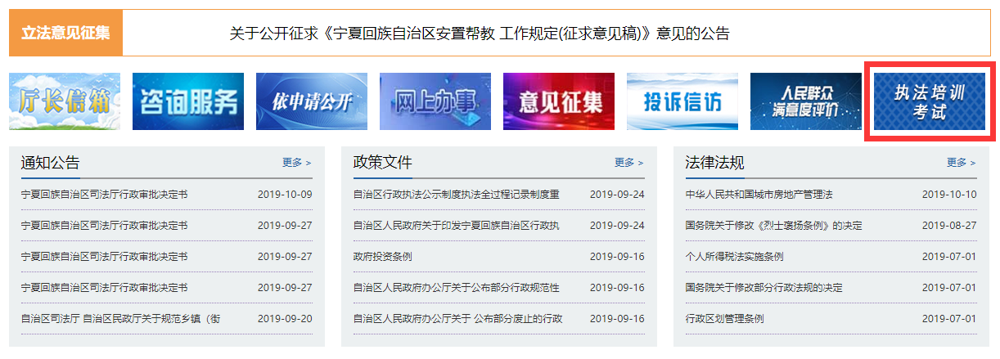 立法意见征集
关于公开征求《宁夏回族自治区安置帮教 工作规定(征求意见稿)》意见的公告
厅长信箱
咨询服务
依申请公开
网上办事
意见征集
投诉信访
人民群众
满意度评价
执法培训
考试
通知公告
更多 >
宁夏回族自治区司法厅行政审批决定书 2019-10-09
宁夏回族自治区司法厅行政审批决定书 2019-09-27
宁夏回族自治区司法厅行政审批决定书 2019-09-27
宁夏回族自治区司法厅行政审批决定书 2019-09-27
自治区司法厅 自治区民政厅关于规范乡镇（街 2019-09-20
政策文件
更多 >
自治区行政执法公示制度执法全过程记录制度重 2019-09-24
自治区人民政府关于印发宁夏回族自治区行政执 2019-09-24
政府投资条例 2019-09-16
自治区人民政府办公厅关于公布部分行政规范性 2019-09-16
自治区人民政府办公厅关于 公布部分废止的行政 2019-09-16
法律法规
更多 >
中华人民共和国城市房地产管理法 2019-10-10
国务院关于修改《烈士褒扬条例》的决定 2019-08-27
个人所得税法实施条例 2019-07-01
国务院关于修改部分行政法规的决定 2019-07-01
行政区划管理条例 2019-07-01